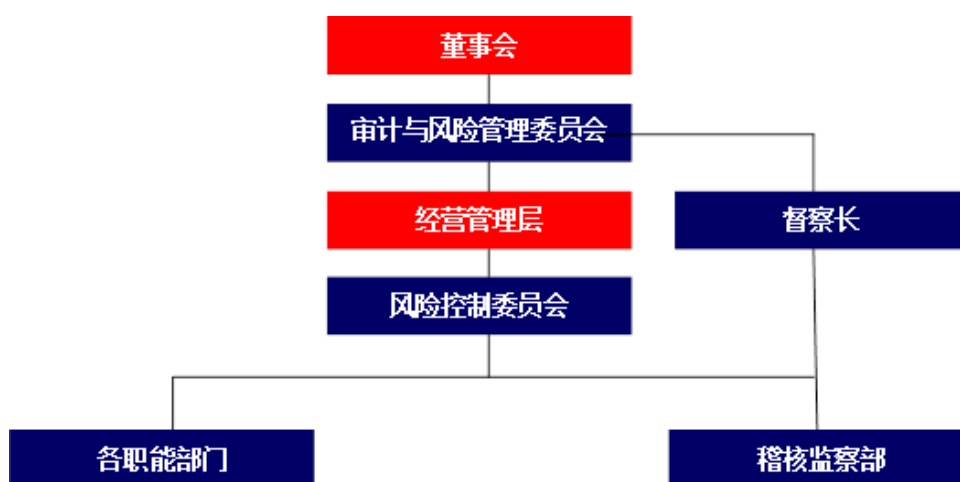 董事会
审计与风险管理委员会
经营管理层
督察长
风险控制委员会
各职能部门
稽核监察部